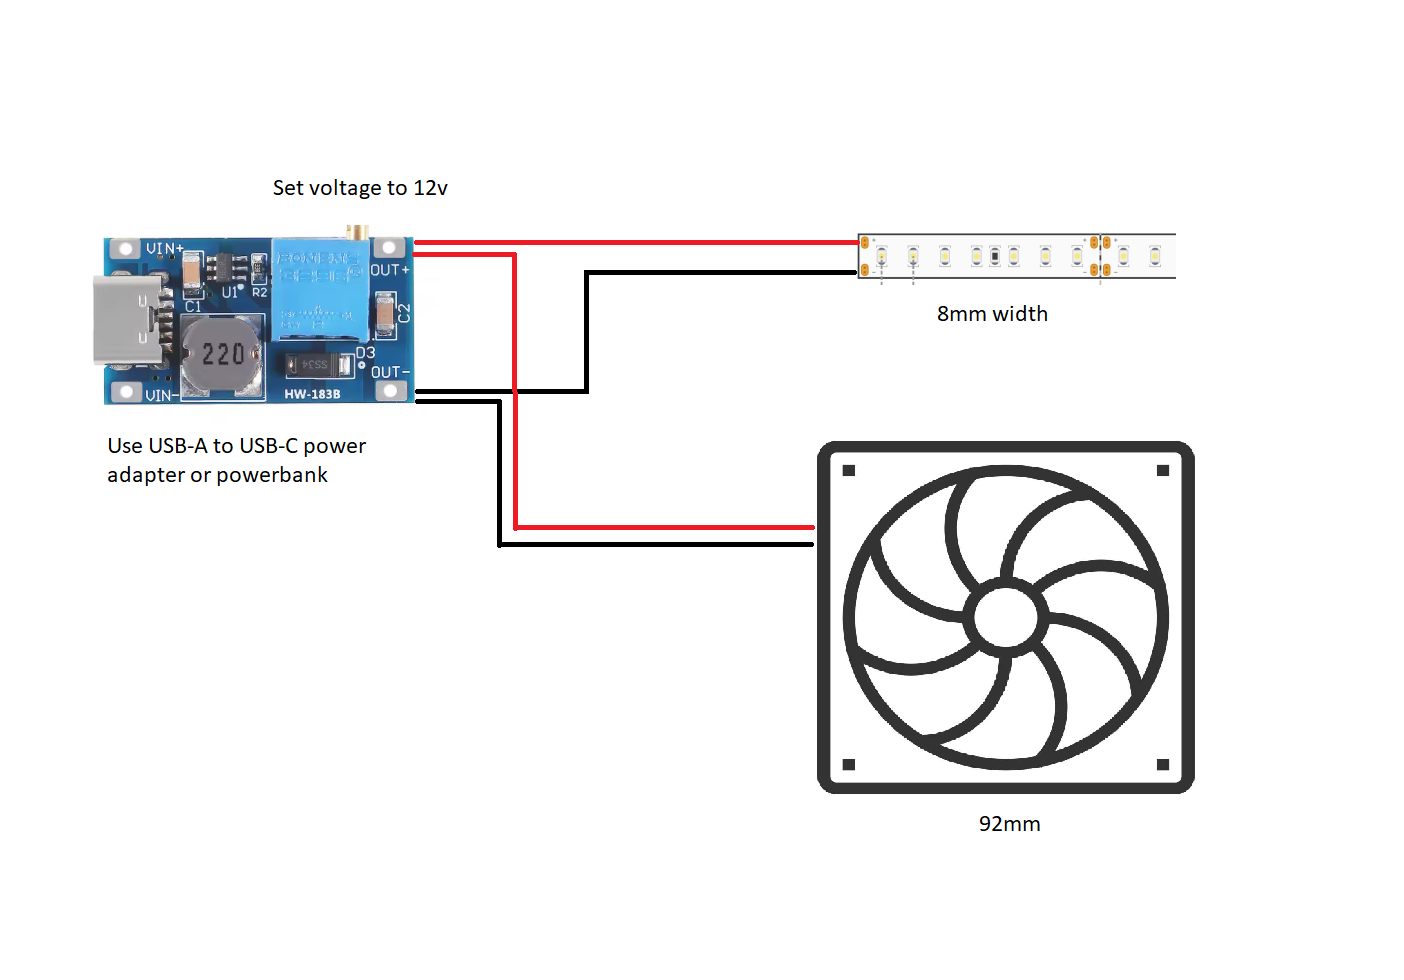 Set voltage to 12v
VIN+
OUT+
U1
R2
C1
C2
220
D3
SS34
OUT-
VIN-
HW-183B
8mm width
Use USB-A to USB-C power
adapter or powerbank
92mm